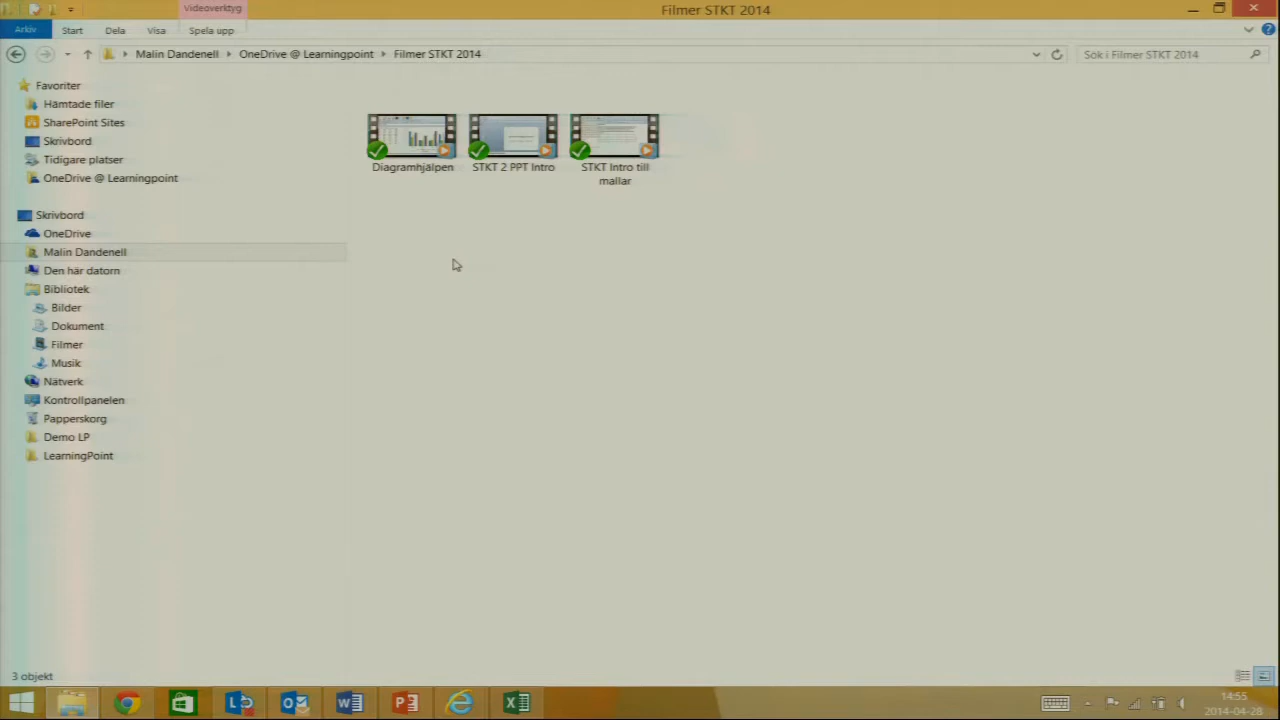 Videoverktyg
Filmer STKT 2014
Arkiv Start Dela Visa Spela upp
Malin Dandenell OneDrive @ Learningpoint Filmer STKT 2014
Sök i Filmer STKT 2014
Favoriter
Hämtade filer
SharePoint Sites
Skrivbord
Tidigare platser
OneDrive @ Learningpoint
Skrivbord
OneDrive
Malin Dandenell
Den här datorn
Bibliotek
Bilder
Dokument
Filmer
Musik
Nätverk
Kontrollpanelen
Papperskorg
Demo LP
LearningPoint
Diagramhjälpen
STKT 2 PPT Intro
STKT Intro till
mallar
3 objekt
14:55
2014-04-28